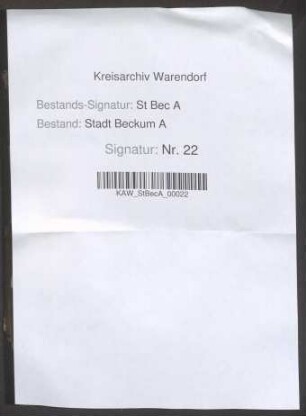 Kreisarchiv Warendorf
Bestands-Signatur: St Bec A
Bestand: Stadt Beckum A
Signatur: Nr. 22
KAW_StBecA_00022